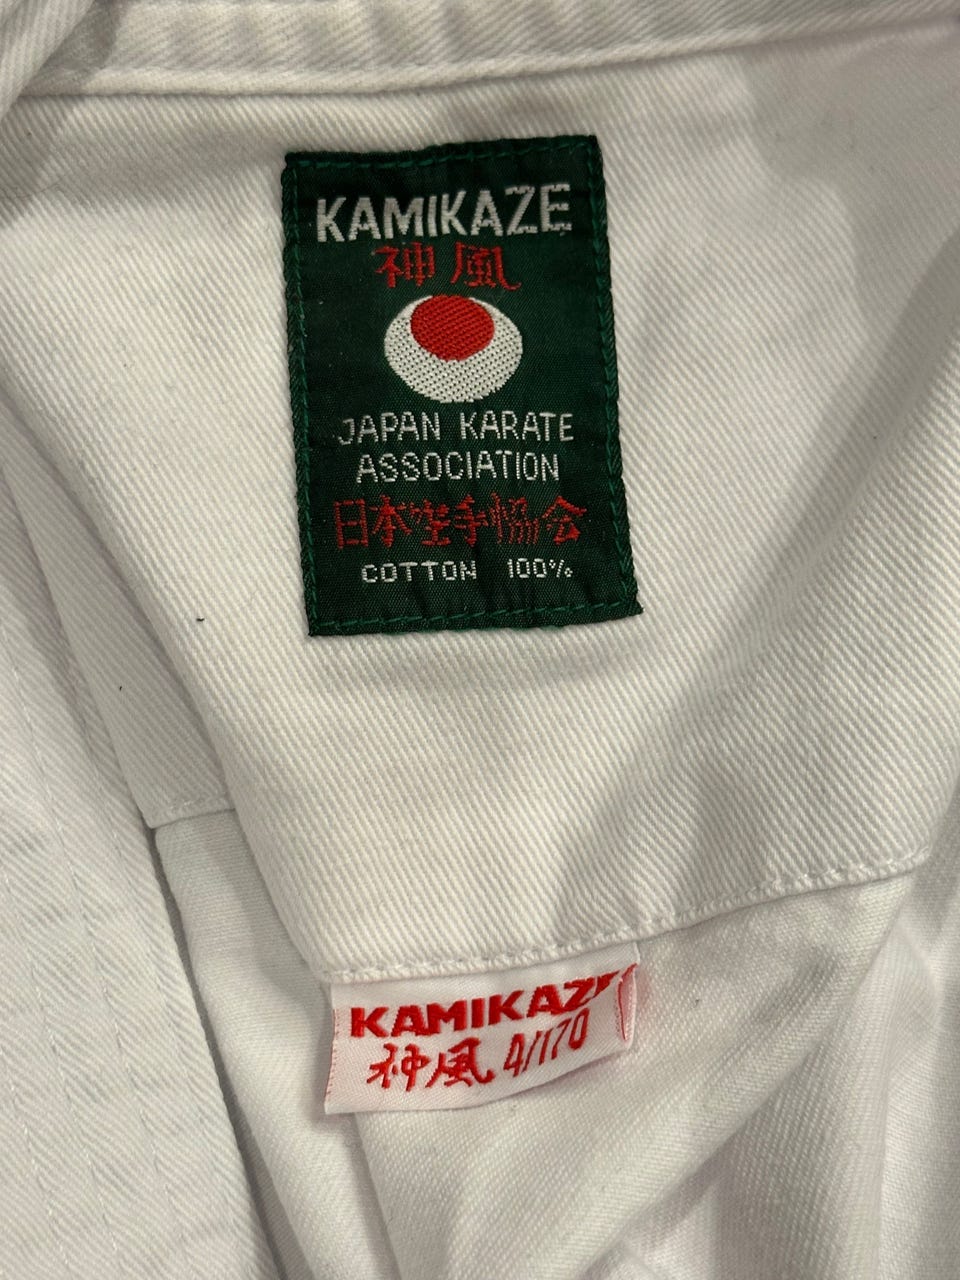 KAMIKAZE
神風
JAPAN KARATE
ASSOCIATION
日本空手協会
COTTON 100%
KAMIKAZE
神風 4/170